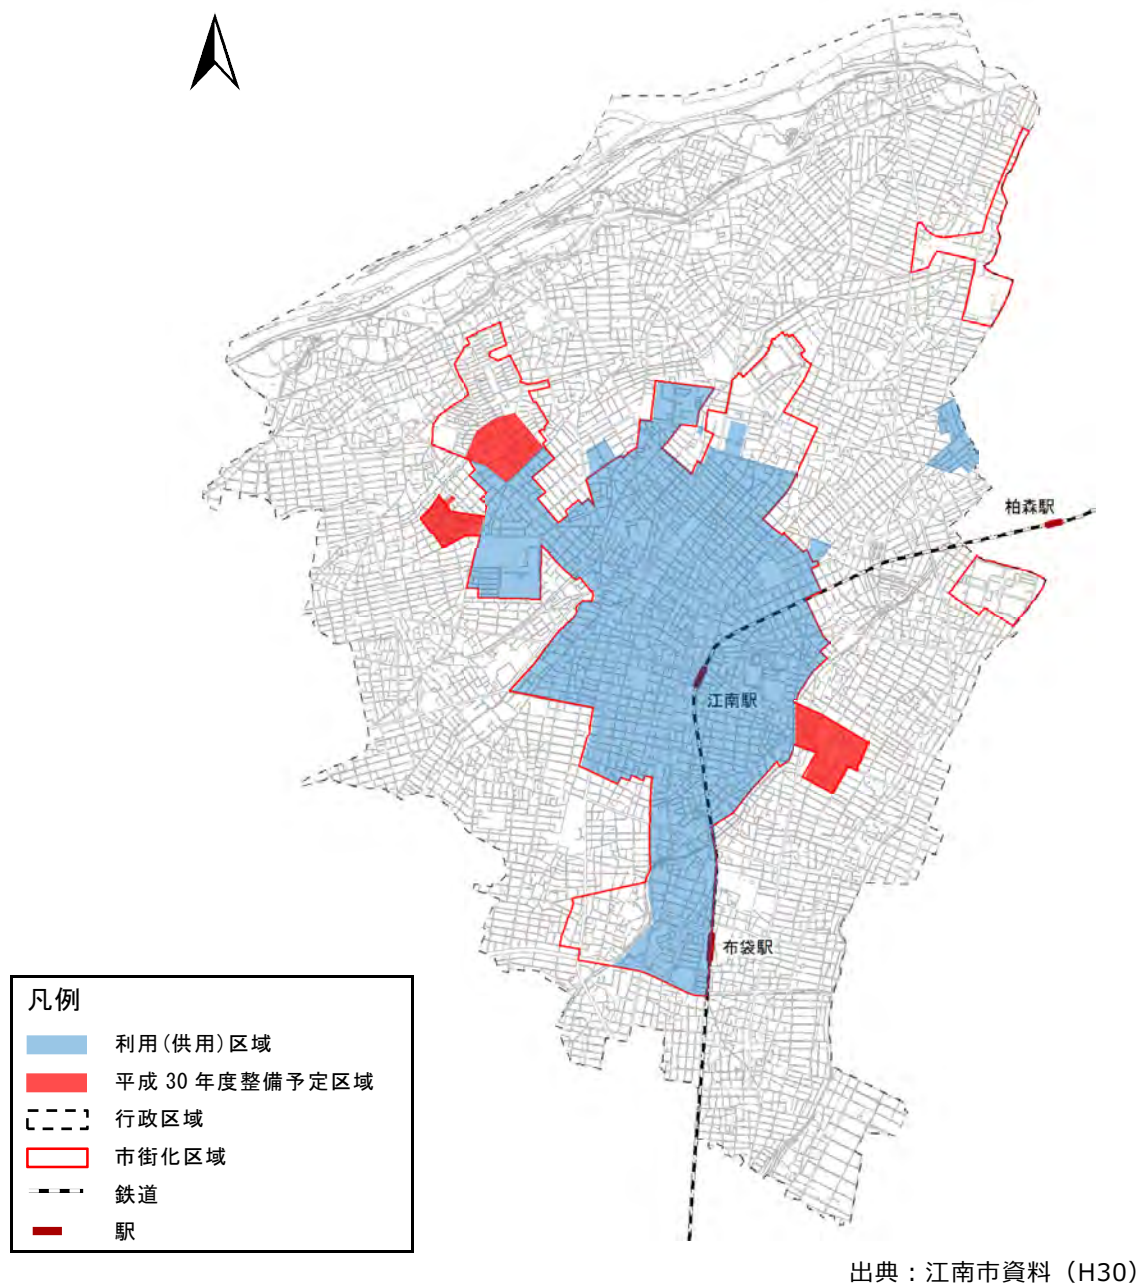 柏森駅
江南駅
布袋駅
凡例
利用(供用)区域
平成 30 年度整備予定区域
行政区域
市街化区域
鉄道
駅
出典：江南市資料（H30）